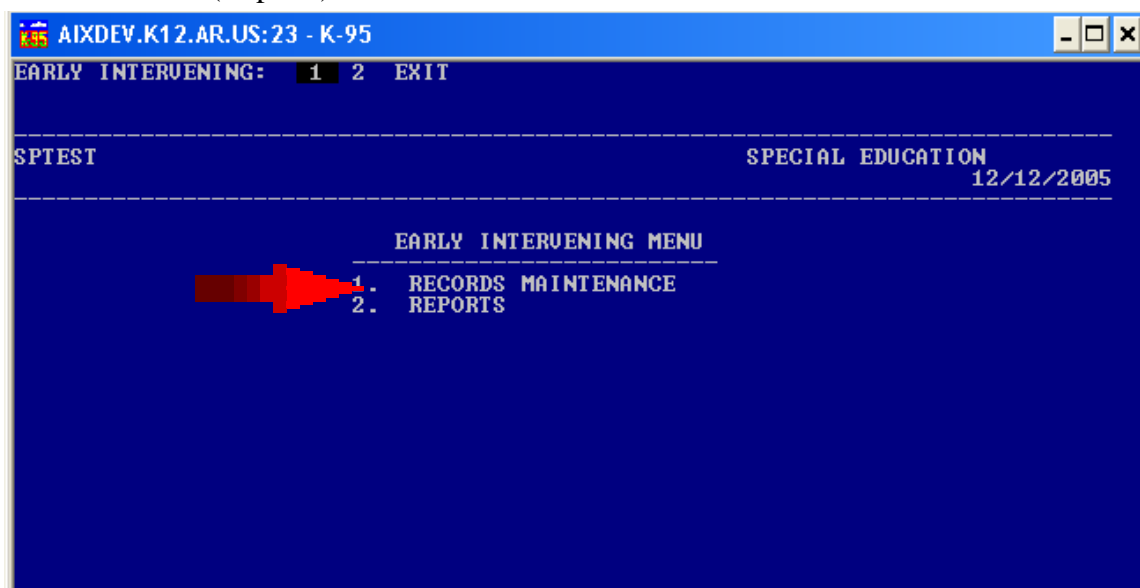 AIXDEV.K12.AR.US:23 - K-95
EARLY INTERVENING: 1 2 EXIT
SPTEST SPECIAL EDUCATION
12/12/2005
EARLY INTERVENING MENU
1. RECORDS MAINTENANCE
2. REPORTS